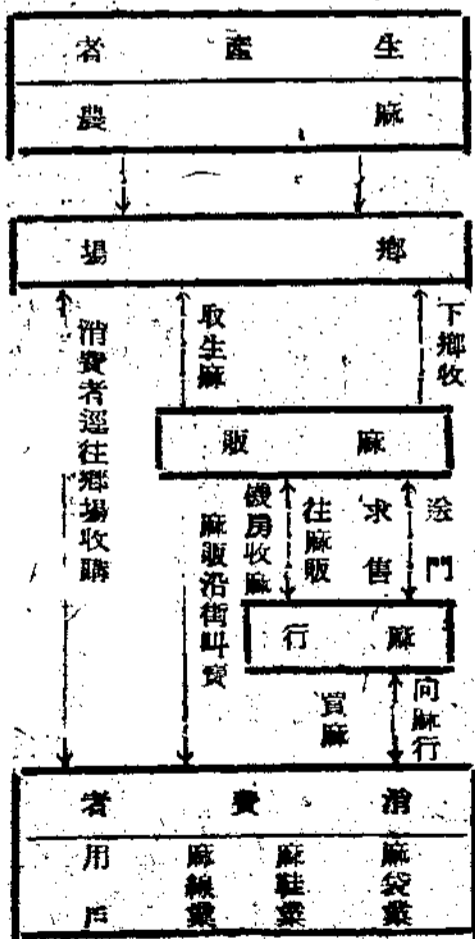 生產者
麻農
鄉場
下鄉收
取生麻
消費者逕往鄉場收購
麻販
送門
求售
往麻販
機房收麻
麻販沿街叫賣
麻行
向麻行
買麻
消費者
麻袋業
麻鞋業
麻線業
用戶